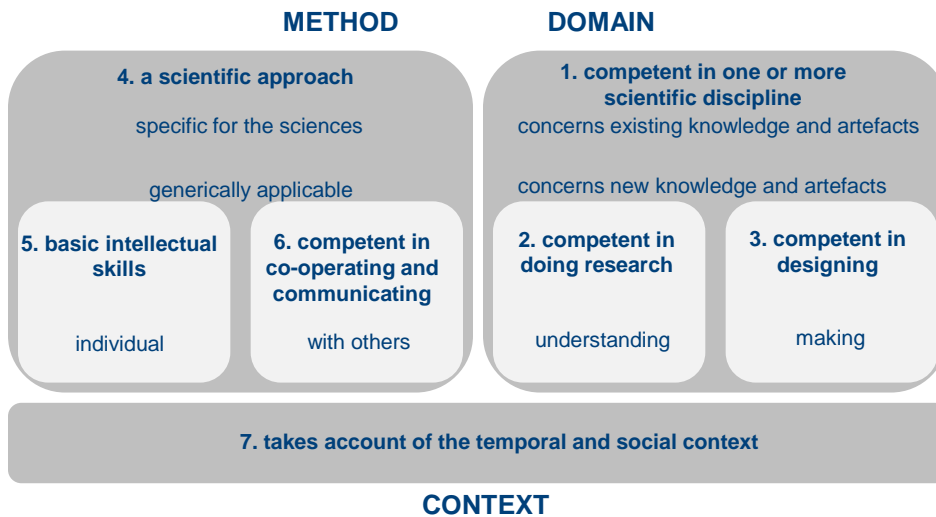 METHOD
DOMAIN
4. a scientific approach
specific for the sciences
generically applicable
5. basic intellectual
skills
individual
6. competent in
co-operating and
communicating
with others
1. competent in one or more
scientific discipline
concerns existing knowledge and artefacts
concerns new knowledge and artefacts
2. competent in
doing research
understanding
3. competent in
designing
making
7. takes account of the temporal and social context
CONTEXT